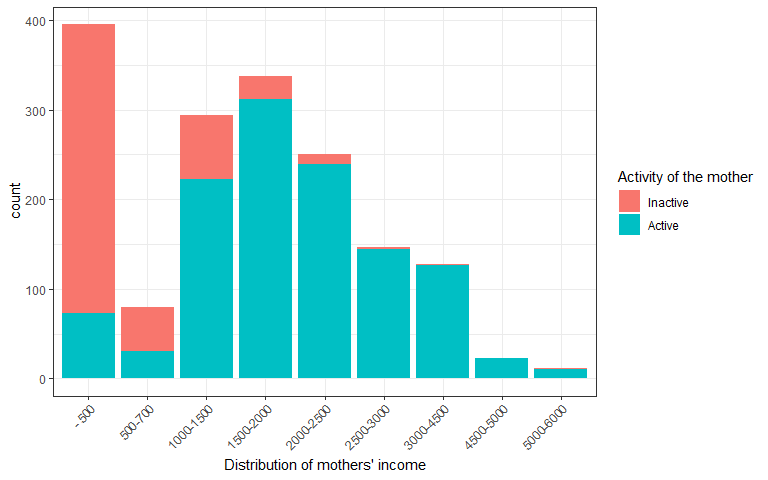 400
300
200
100
0
count
- 500
500-700
1000-1500
1500-2000
2000-2500
2500-3000
3000-4500
4500-5000
5000-6000
Distribution of mothers' income
Activity of the mother
Inactive
Active